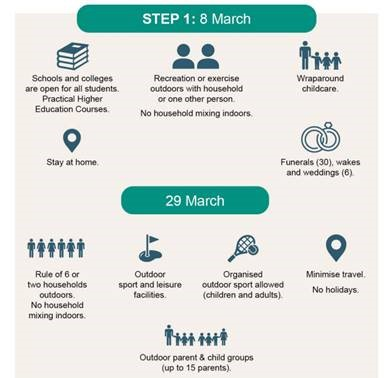 STEP 1: 8 March
Schools and colleges
are open for all students.
Practical Higher
Education Courses.
Recreation or exercise
outdoors with household
or one other person.
No household mixing indoors.
Wraparound
childcare.
Stay at home.
Funerals (30), wakes
and weddings (6).
29 March
Rule of 6 or
two households
outdoors.
No household
mixing indoors.
Outdoor
sport and leisure
facilities.
Organised
outdoor sport allowed
(children and adults).
Minimise travel.
No holidays.
Outdoor parent & child groups
(up to 15 parents).